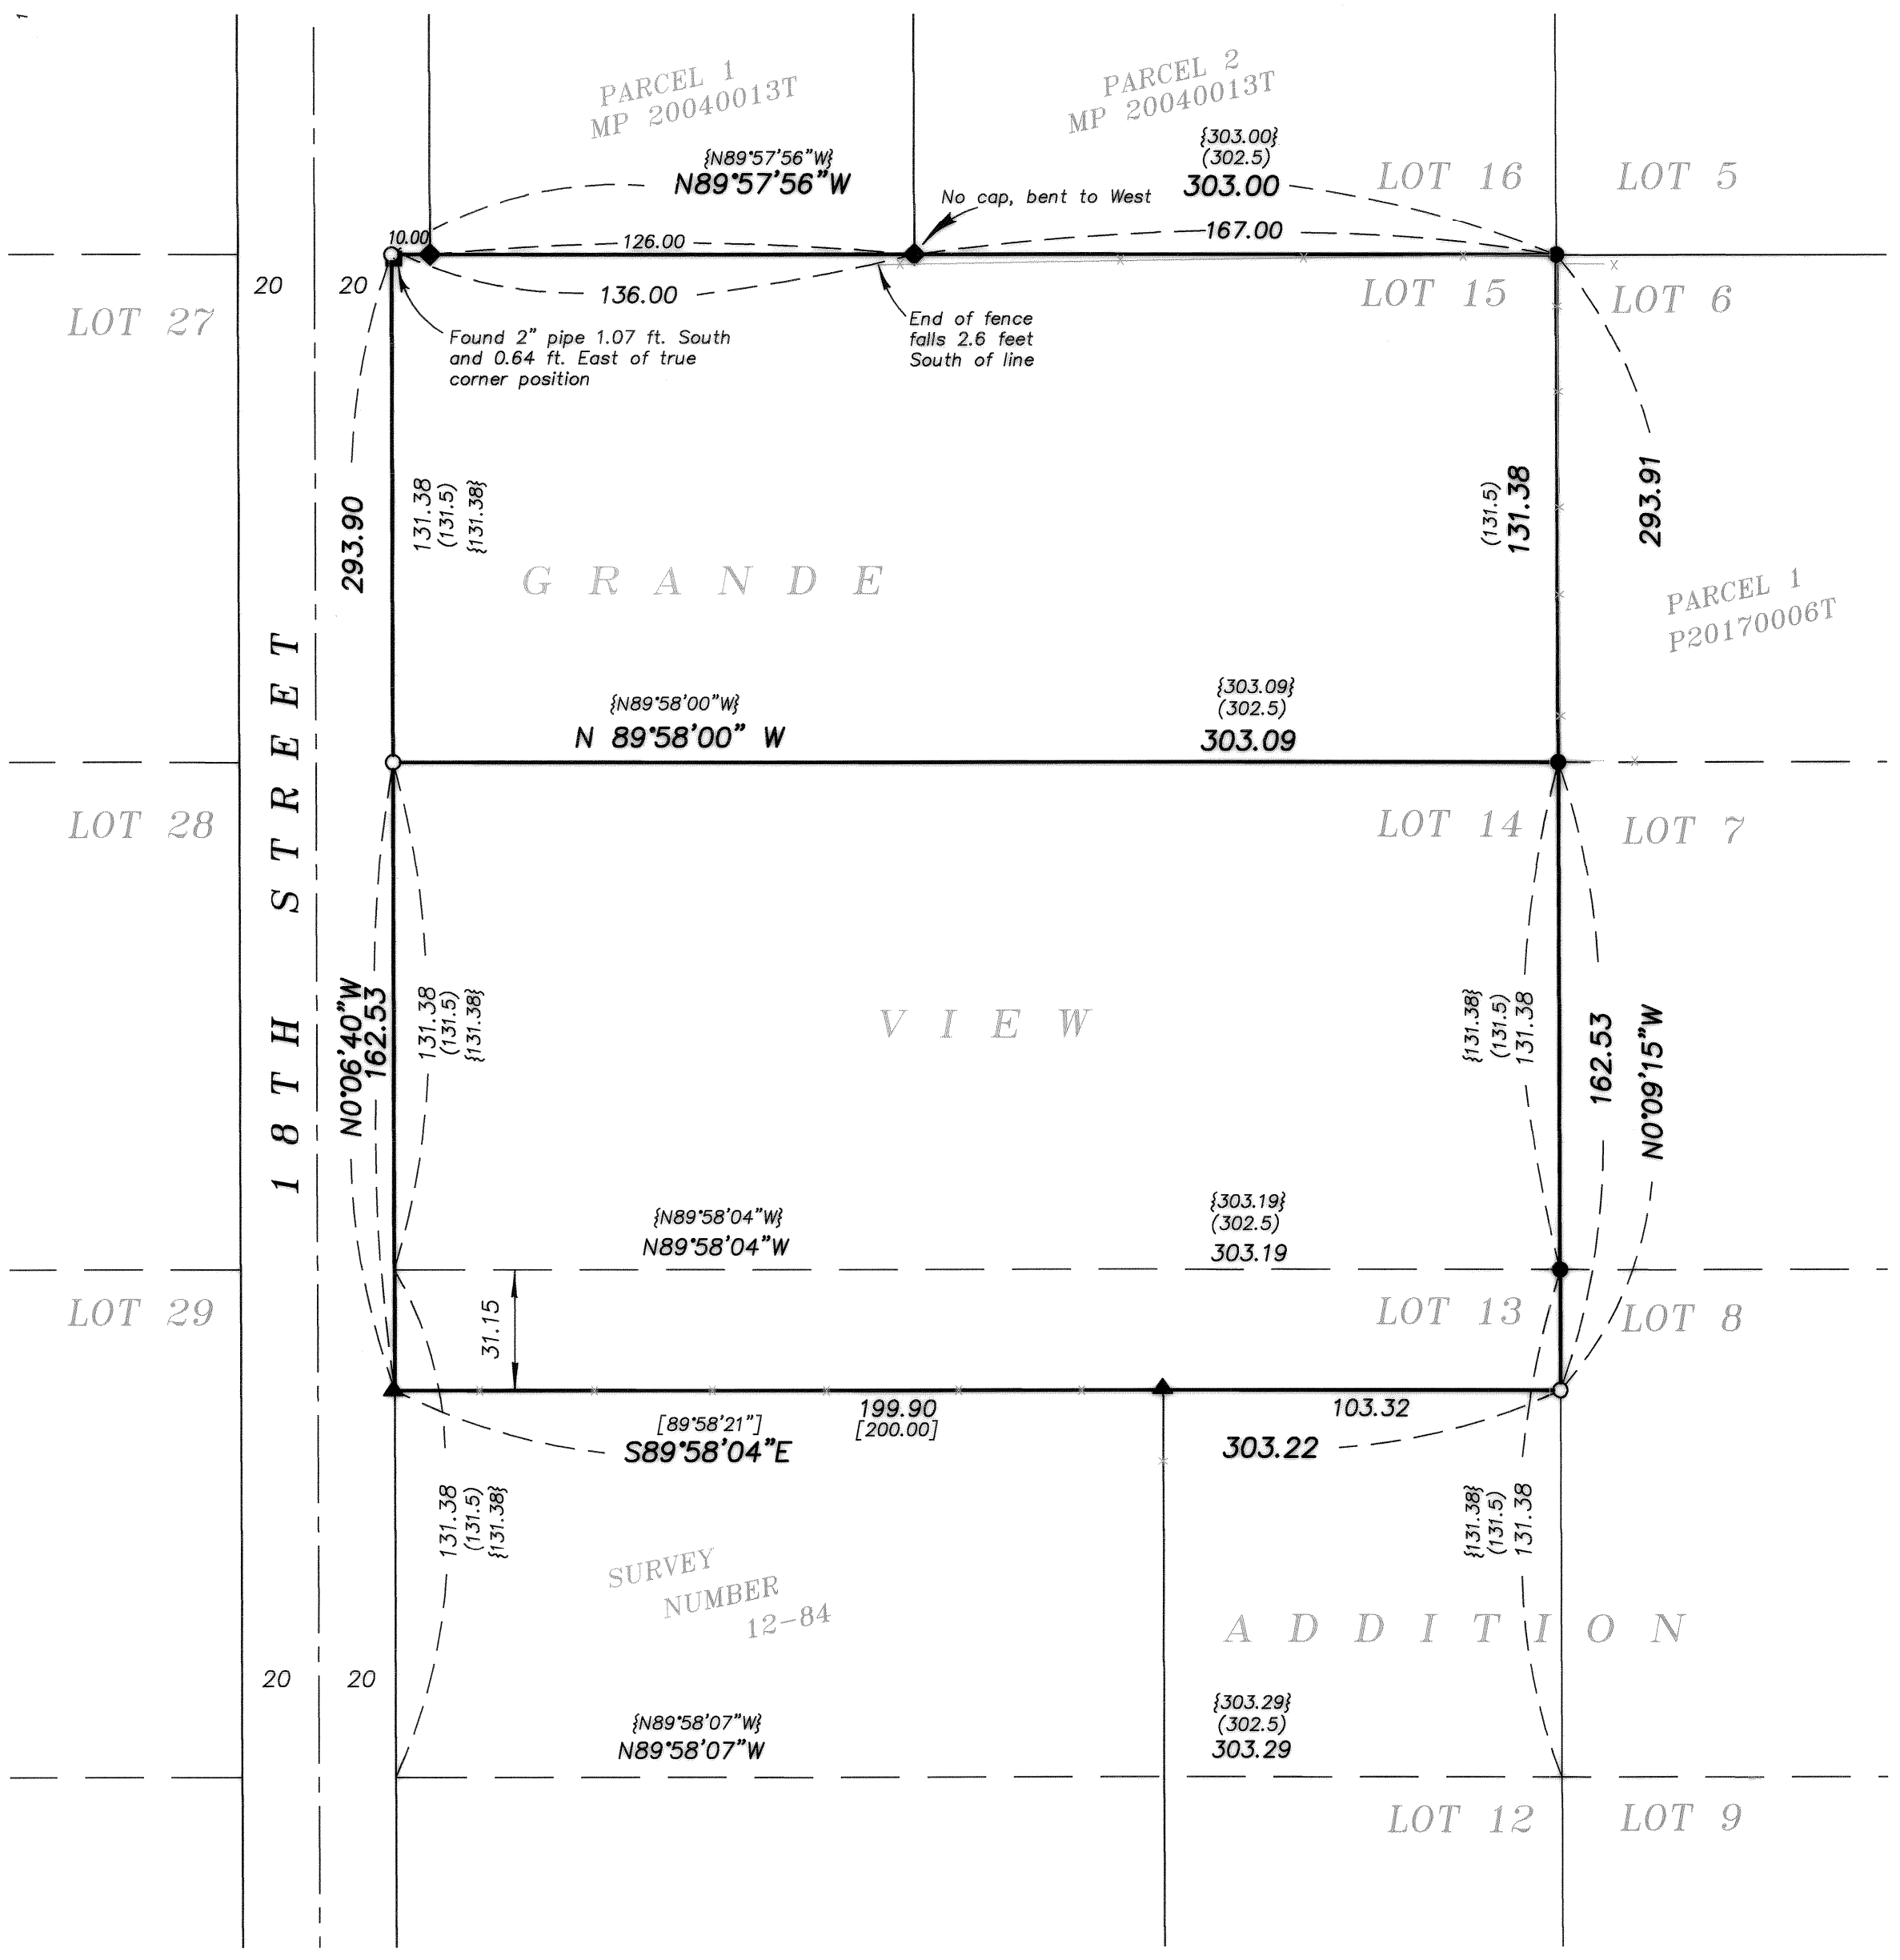 PARCEL 1
MP 20040013T
PARCEL 2
MP 20040013T
{N89°57'56"W}
N89°57'56"W
{303.00}
(302.5)
303.00
LOT 16
LOT 5
No cap, bent to West
10.00
126.00
167.00
136.00
20
20
LOT 27
LOT 15
LOT 6
Found 2" pipe 1.07 ft. South
and 0.64 ft. East of true
corner position
End of fence
falls 2.6 feet
South of line
293.90
131.38
(131.5)
{131.38}
(131.5)
131.38
293.91
GRANDE
PARCEL 1
P20170006T
18TH STREET
{N89°58'00"W}
N 89°58'00" W
{303.09}
(302.5)
303.09
LOT 28
LOT 14
LOT 7
N0°06'40"W
162.53
131.38
(131.5)
{131.38}
VIEW
{131.38}
(131.5)
131.38
162.53
N0°09'15"W
{N89°58'04"W}
N89°58'04"W
{303.19}
(302.5)
303.19
LOT 29
31.15
LOT 13
LOT 8
[89°58'21"]
S89°58'04"E
199.90
[200.00]
103.32
303.22
131.38
(131.5)
{131.38}
{131.38}
(131.5)
131.38
SURVEY
NUMBER
12-84
ADDITION
20
20
{N89°58'07"W}
N89°58'07"W
{303.29}
(302.5)
303.29
LOT 12
LOT 9